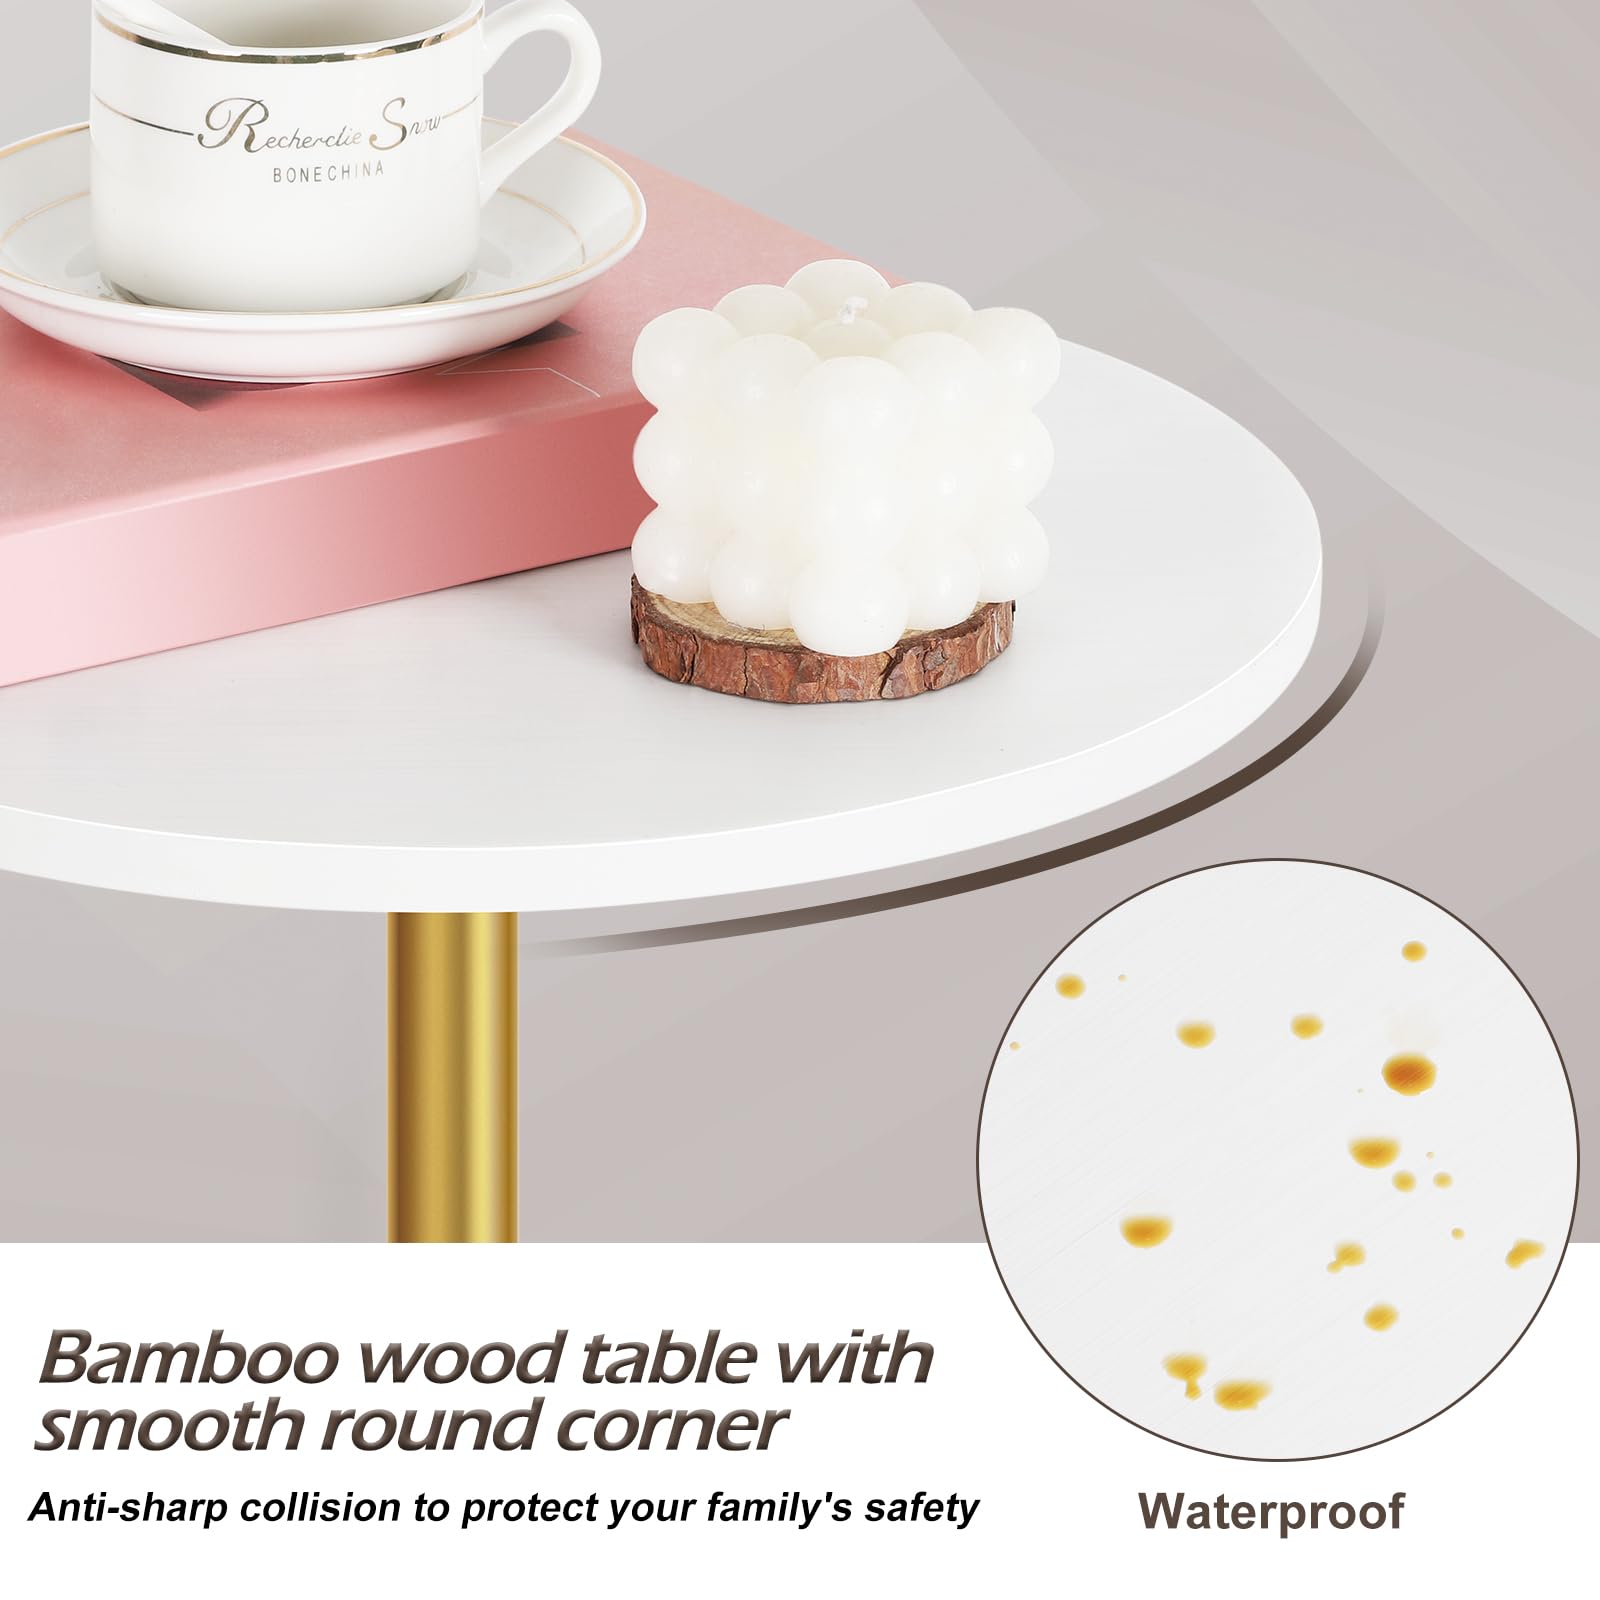 Recherclie Snow
BONECHINA
Bamboo wood table with
smooth round corner
Anti-sharp collision to protect your family's safety
Waterproof